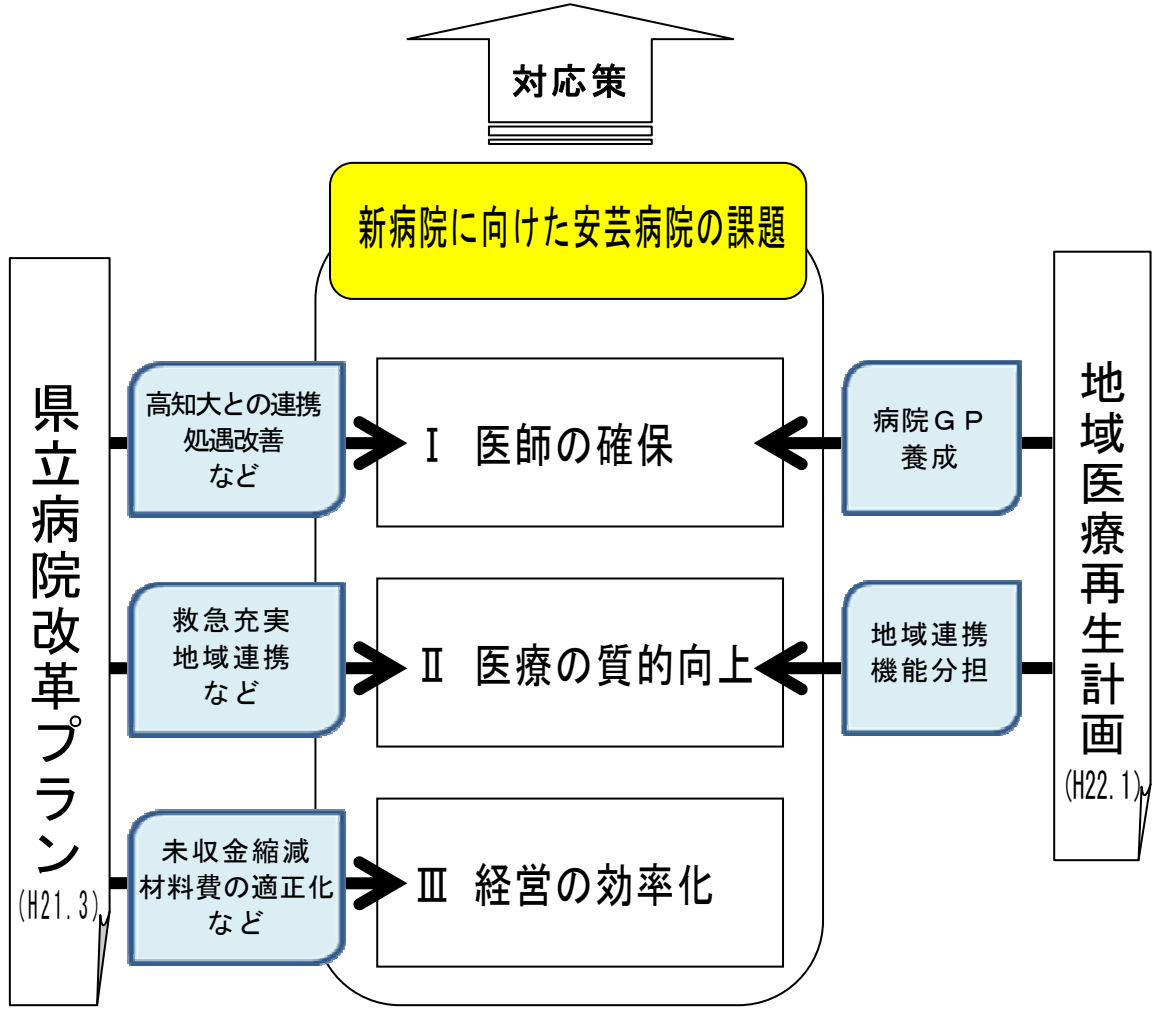 対応策
新病院に向けた安芸病院の課題
県立病院改革プラン
(H21.3)
高知大との連携
処遇改善
など
Ⅰ 医師の確保
病院ＧＰ
養成
救急充実
地域連携
など
Ⅱ 医療の質的向上
地域連携
機能分担
未収金縮減
材料費の適正化
など
Ⅲ 経営の効率化
地域医療再生計画
(H22.1)